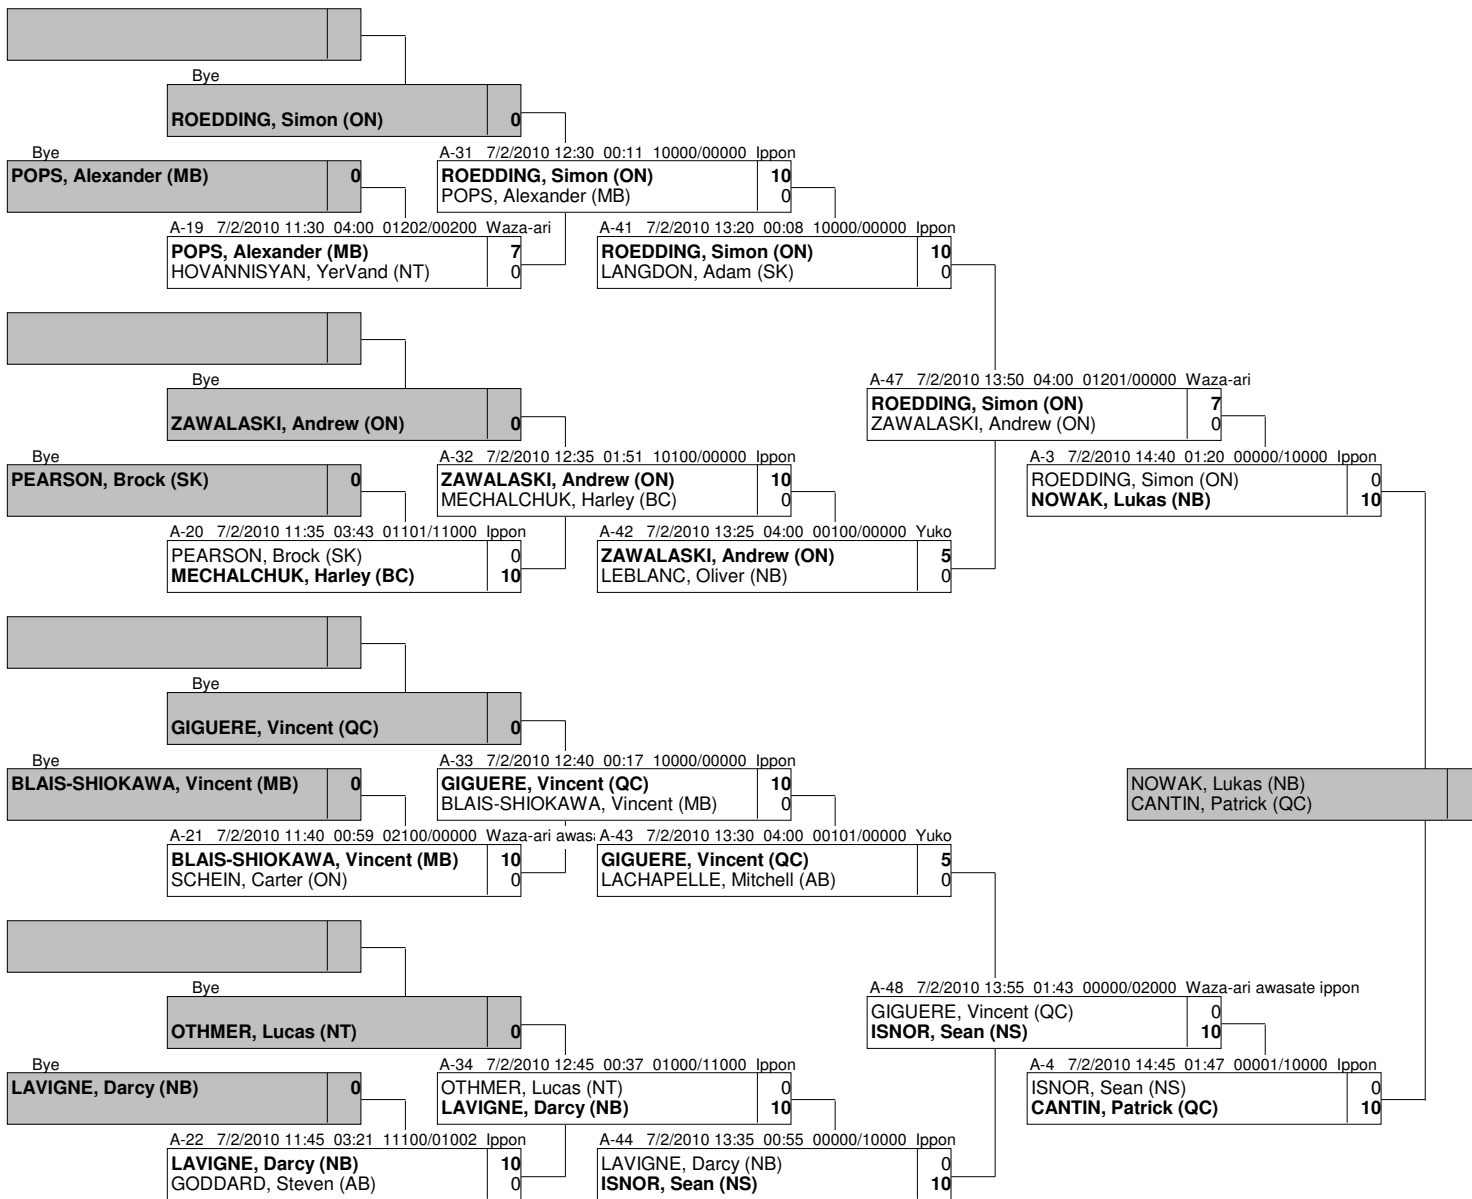 Bye
ROEDDING, Simon (ON) 0
Bye
POPS, Alexander (MB) 0
A-31 7/2/2010 12:30 00:11 10000/00000 Ippon
ROEDDING, Simon (ON) 10
POPS, Alexander (MB) 0
A-19 7/2/2010 11:30 04:00 01202/00200 Waza-ari
POPS, Alexander (MB) 7
HOVANNISYAN, YerVand (NT) 0
A-41 7/2/2010 13:20 00:08 10000/00000 Ippon
ROEDDING, Simon (ON) 10
LANGDON, Adam (SK) 0
Bye
ZAWALASKI, Andrew (ON) 0
A-47 7/2/2010 13:50 04:00 01201/00000 Waza-ari
ROEDDING, Simon (ON) 7
ZAWALASKI, Andrew (ON) 0
Bye
PEARSON, Brock (SK) 0
A-32 7/2/2010 12:35 01:51 10100/00000 Ippon
ZAWALASKI, Andrew (ON) 10
MECHALCHUK, Harley (BC) 0
A-3 7/2/2010 14:40 01:20 00000/10000 Ippon
ROEDDING, Simon (ON) 0
NOWAK, Lukas (NB) 10
A-20 7/2/2010 11:35 03:43 01101/11000 Ippon
PEARSON, Brock (SK) 0
MECHALCHUK, Harley (BC) 10
A-42 7/2/2010 13:25 04:00 00100/00000 Yuko
ZAWALASKI, Andrew (ON) 5
LEBLANC, Oliver (NB) 0
Bye
GIGUERE, Vincent (QC) 0
Bye
BLAIS-SHIOKAWA, Vincent (MB) 0
A-33 7/2/2010 12:40 00:17 10000/00000 Ippon
GIGUERE, Vincent (QC) 10
BLAIS-SHIOKAWA, Vincent (MB) 0
NOWAK, Lukas (NB)
CANTIN, Patrick (QC)
A-21 7/2/2010 11:40 00:59 02100/00000 Waza-ari awas
BLAIS-SHIOKAWA, Vincent (MB) 10
SCHEIN, Carter (ON) 0
A-43 7/2/2010 13:30 04:00 00101/00000 Yuko
GIGUERE, Vincent (QC) 5
LACHAPELLE, Mitchell (AB) 0
Bye
OTHMER, Lucas (NT) 0
A-48 7/2/2010 13:55 01:43 00000/02000 Waza-ari awasate ippon
GIGUERE, Vincent (QC) 0
ISNOR, Sean (NS) 10
Bye
LAVIGNE, Darcy (NB) 0
A-34 7/2/2010 12:45 00:37 01000/11000 Ippon
OTHMER, Lucas (NT) 0
LAVIGNE, Darcy (NB) 10
A-4 7/2/2010 14:45 01:47 00001/10000 Ippon
ISNOR, Sean (NS) 0
CANTIN, Patrick (QC) 10
A-22 7/2/2010 11:45 03:21 11100/01002 Ippon
LAVIGNE, Darcy (NB) 10
GODDARD, Steven (AB) 0
A-44 7/2/2010 13:35 00:55 00000/10000 Ippon
LAVIGNE, Darcy (NB) 0
ISNOR, Sean (NS) 10